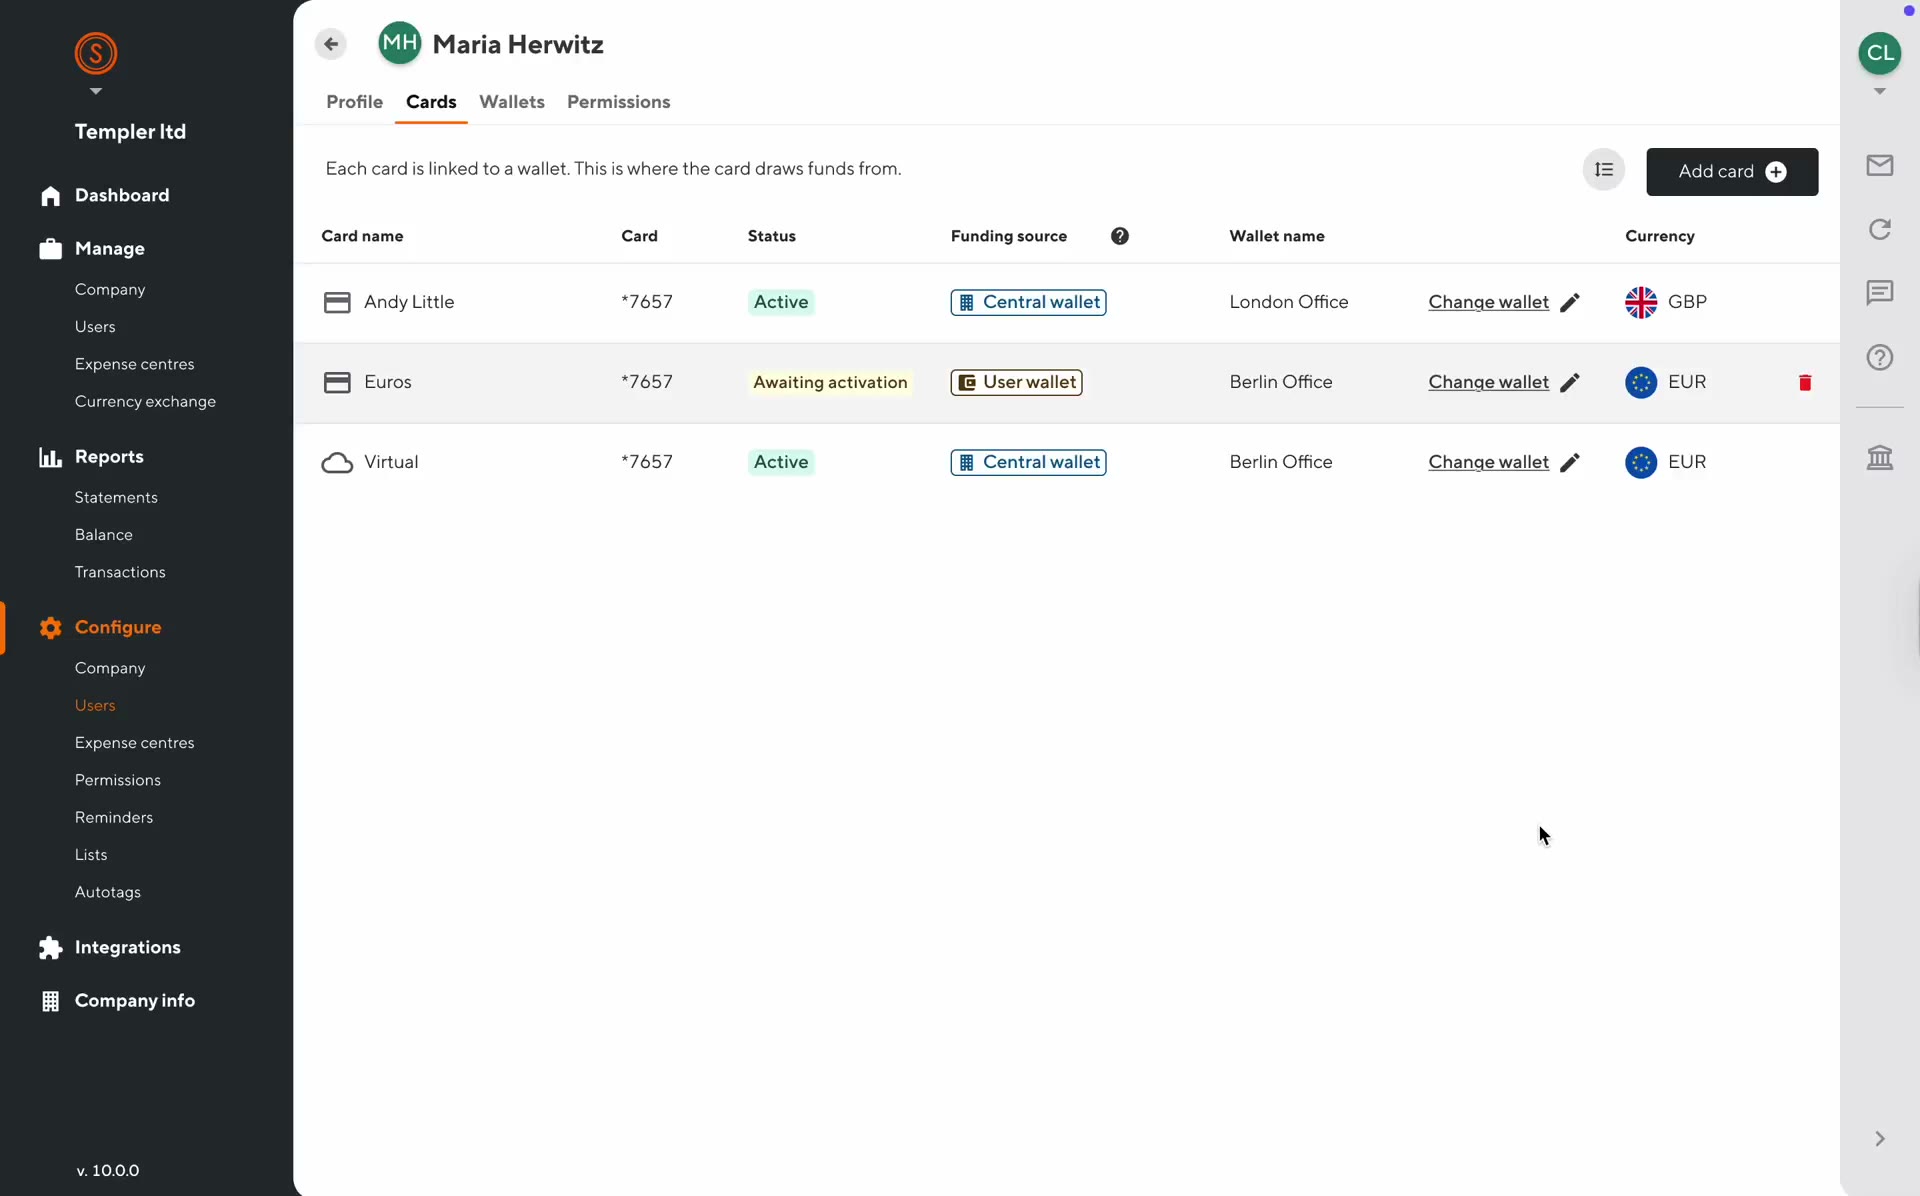 S
Templer ltd
Dashboard
Manage
Company
Users
Expense centres
Currency exchange
Reports
Statements
Balance
Transactions
Configure
Company
Users
Expense centres
Permissions
Reminders
Lists
Autotags
Integrations
Company info
v. 10.0.0
MH Maria Herwitz
Profile Cards Wallets Permissions
Each card is linked to a wallet. This is where the card draws funds from.
Add card
Card name Card Status Funding source ? Wallet name Currency
Andy Little *7657 Active Central wallet London Office Change wallet GBP
Euros *7657 Awaiting activation User wallet Berlin Office Change wallet EUR
Virtual *7657 Active Central wallet Berlin Office Change wallet EUR
CL
?